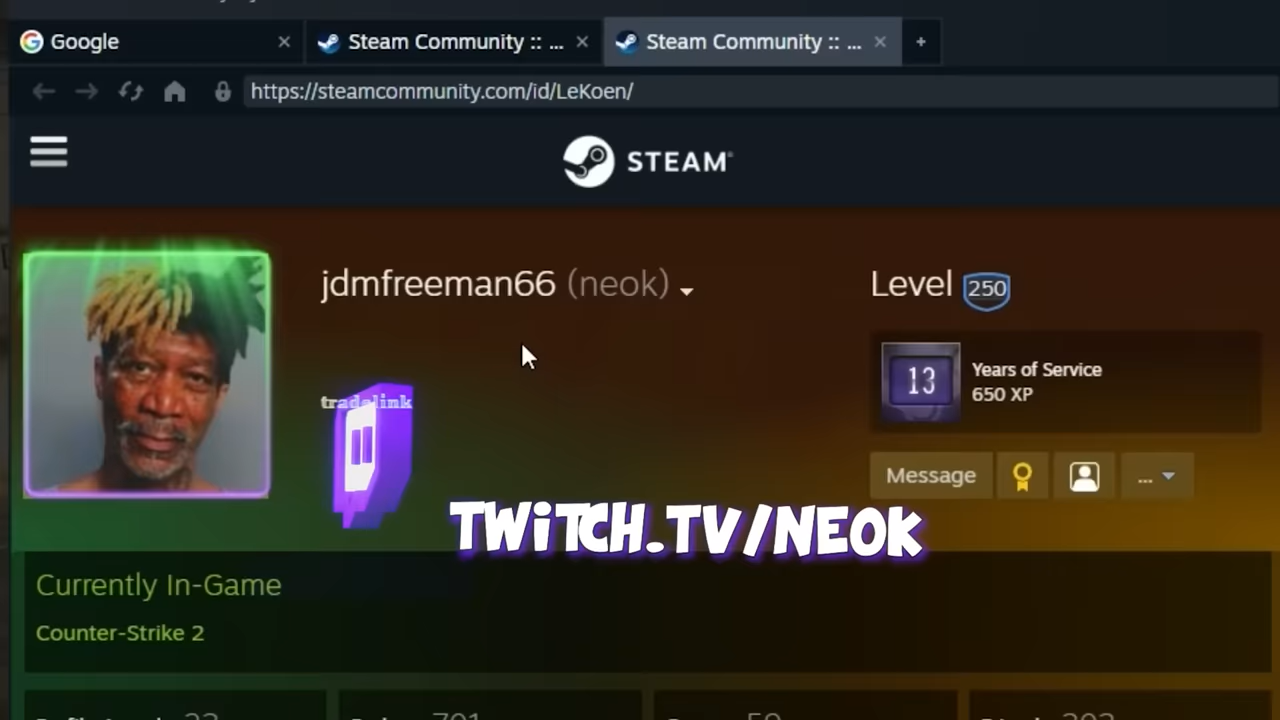 Google
Steam Community :: ...
Steam Community :: ...
https://steamcommunity.com/id/LeKoen/
STEAM
jdmfreeman66 (neok)
Level 250
13
Years of Service
650 XP
tradelink
Message
...
TWiTCH.TV/NEOK
Currently In-Game
Counter-Strike 2